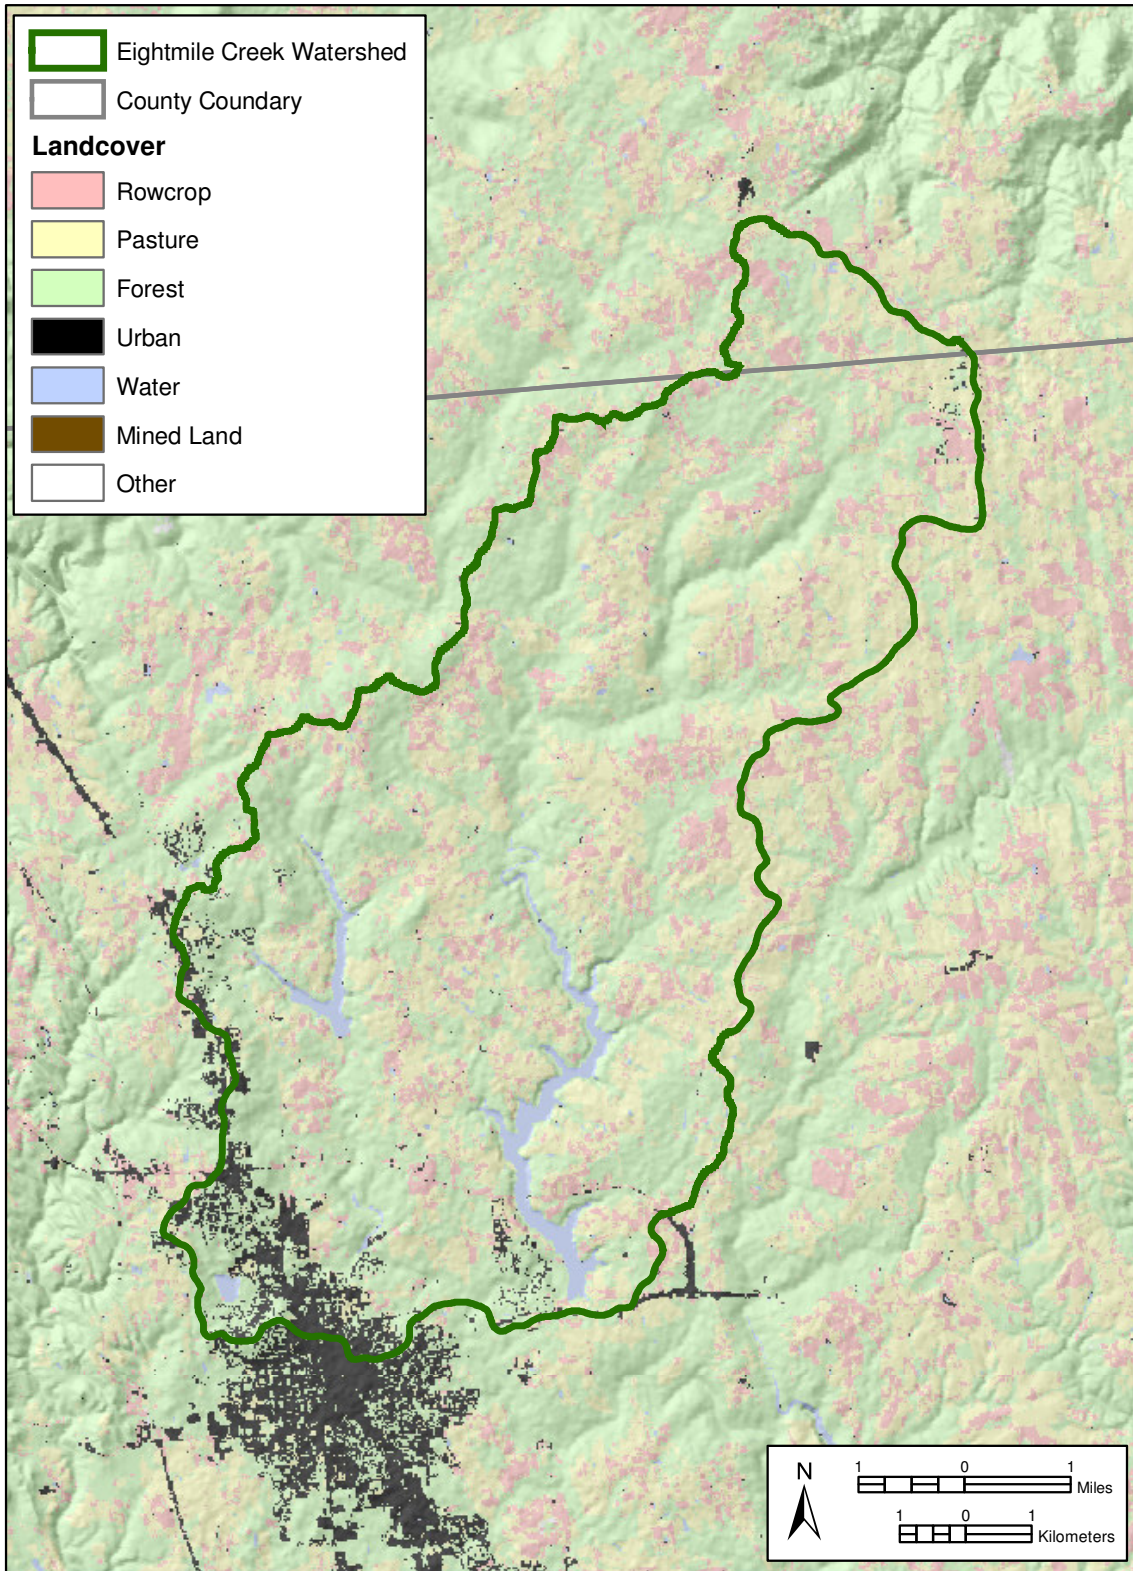 Eightmile Creek Watershed
County Coundary
Landcover
Rowcrop
Pasture
Forest
Urban
Water
Mined Land
Other
N
1 0 1
Miles
1 0 1
Kilometers